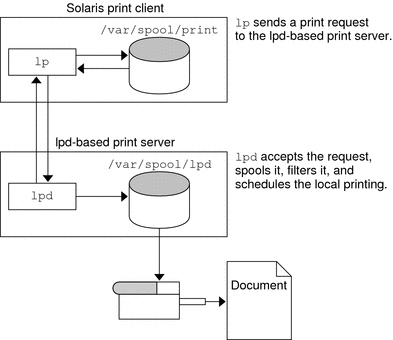 Solaris print client
/var/spool/print
lp
lp sends a print request
to the lpd-based print server.
lpd-based print server
/var/spool/lpd
lpd
lpd accepts the request,
spools it, filters it, and
schedules the local printing.
Document